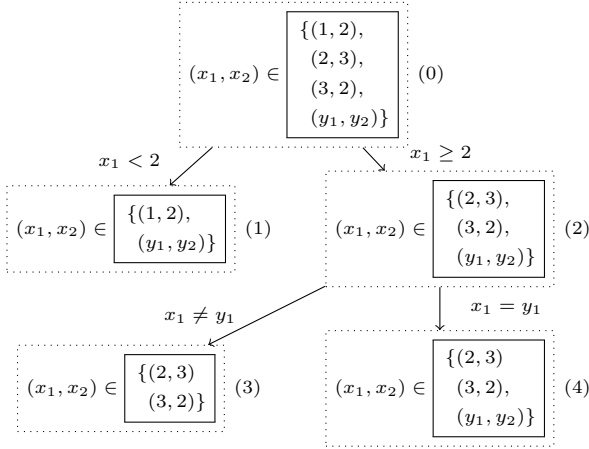 {(1, 2),
(2, 3),
(x₁, x₂) ∈ (3, 2), (0)
(y₁, y₂)}
x₁ < 2 x₁ ≥ 2
(x₁, x₂) ∈ {(1, 2), (1)
(y₁, y₂)}
{(2, 3),
(x₁, x₂) ∈ (3, 2), (2)
(y₁, y₂)}
x₁ ≠ y₁ x₁ = y₁
(x₁, x₂) ∈ {(2, 3) (3)
(3, 2)}
{(2, 3)
(x₁, x₂) ∈ (3, 2), (4)
(y₁, y₂)}